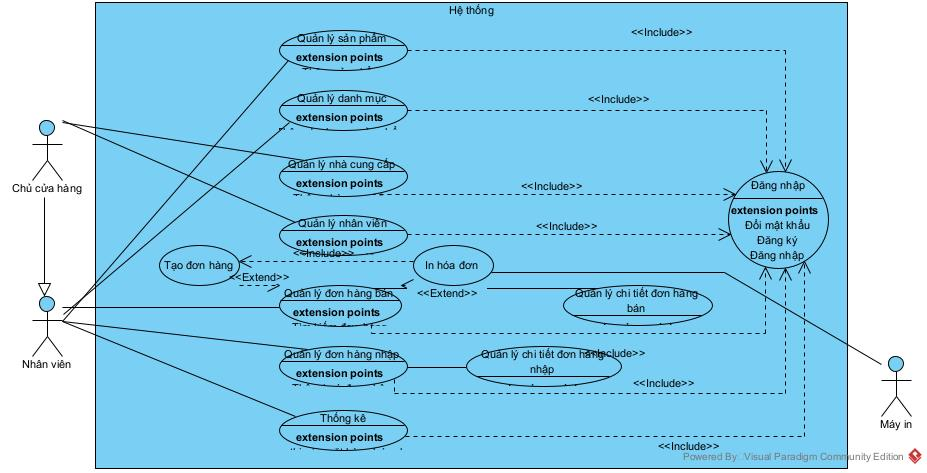 Hệ thống
Quản lý sản phẩm
extension points
<<Include>>
Quản lý danh mục
extension points
<<Include>>
Chủ cửa hàng
Quản lý nhà cung cấp
extension points
<<Include>>
Đăng nhập
extension points
Đổi mật khẩu
Đăng ký
Đăng nhập
Quản lý nhân viên
extension points
<<Include>>
<<Include>>
Tạo đơn hàng
In hóa đơn
<<Extend>>
<<Extend>>
Quản lý đơn hàng bán
extension points
Quản lý chi tiết đơn hàng
bán
Nhân viên
Quản lý đơn hàng nhập
extension points
Quản lý chi tiết đơn hàng
nhập
<<Include>>
<<Include>>
Máy in
Thống kê
extension points
<<Include>>
Powered By: Visual Paradigm Community Edition